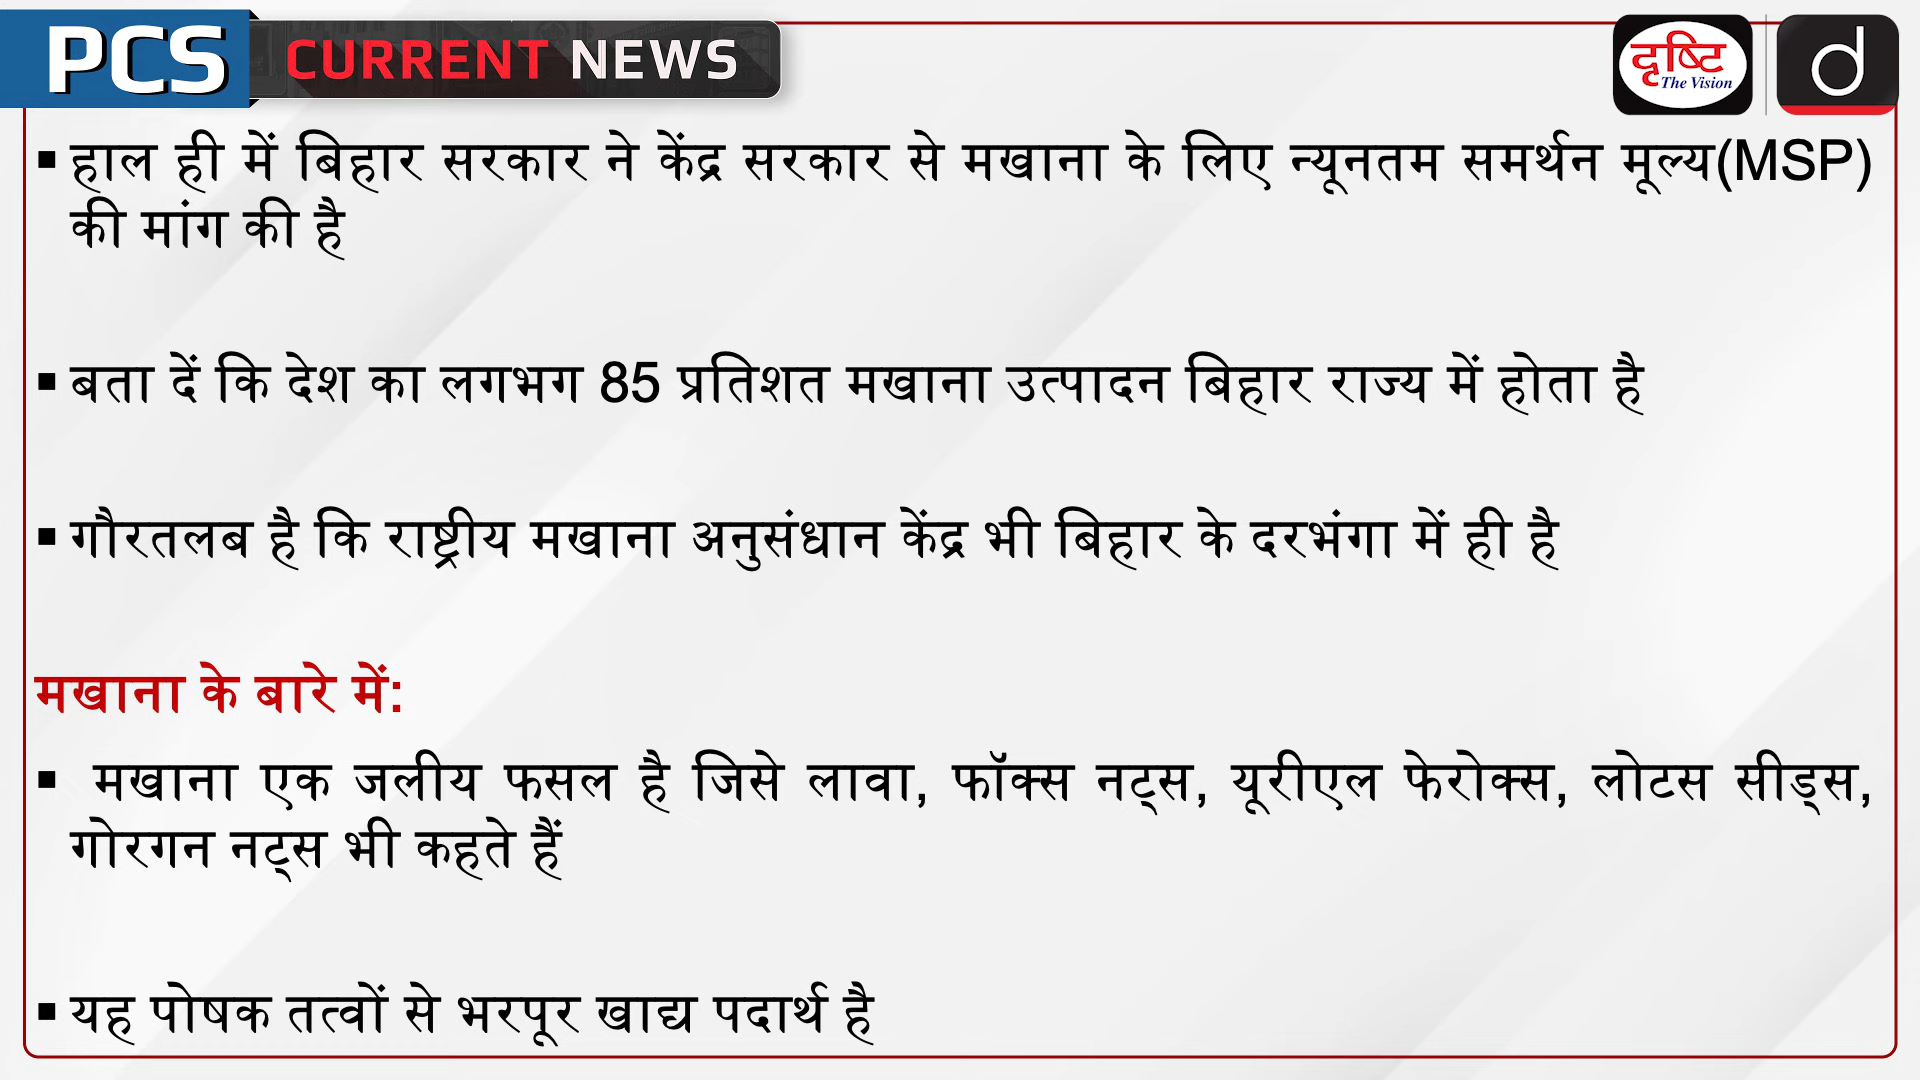 PCS CURRENT NEWS
दृष्टि
The Vision
d
▪ हाल ही में बिहार सरकार ने केंद्र सरकार से मखाना के लिए न्यूनतम समर्थन मूल्य(MSP)
की मांग की है
▪ बता दें कि देश का लगभग 85 प्रतिशत मखाना उत्पादन बिहार राज्य में होता है
▪ गौरतलब है कि राष्ट्रीय मखाना अनुसंधान केंद्र भी बिहार के दरभंगा में ही है
मखाना के बारे में:
▪ मखाना एक जलीय फसल है जिसे लावा, फॉक्स नट्स, यूरीएल फेरोक्स, लोटस सीड्स,
गोरगन नट्स भी कहते हैं
▪ यह पोषक तत्वों से भरपूर खाद्य पदार्थ है